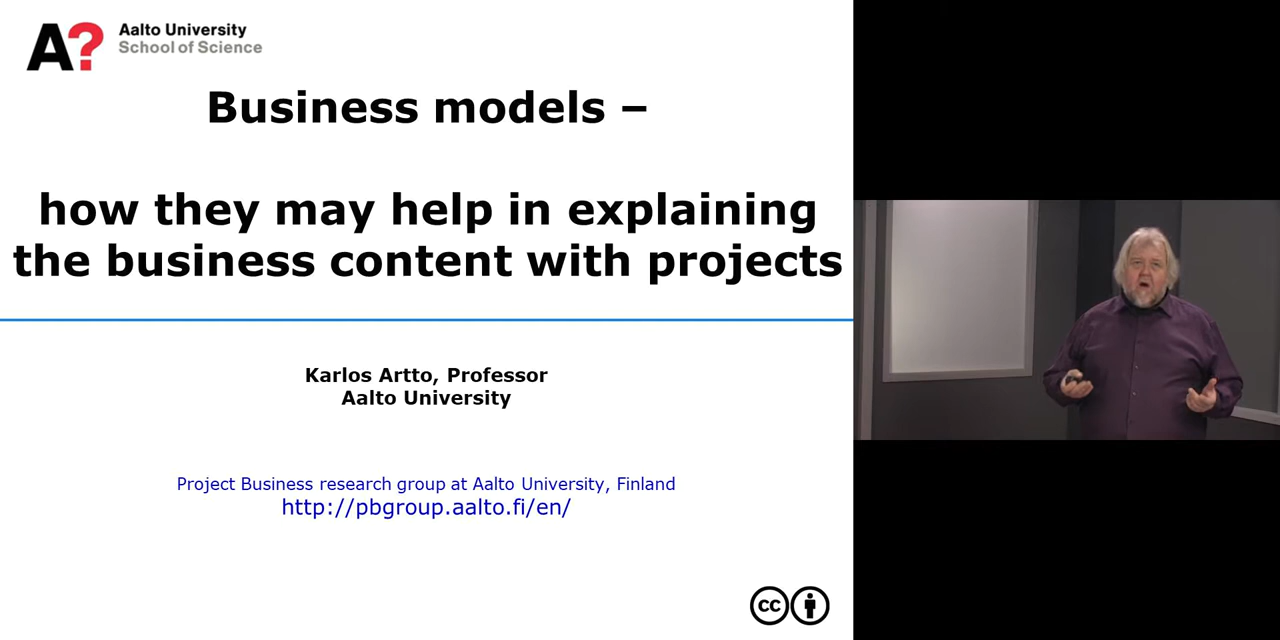 A?
Aalto University
School of Science
Business models –
how they may help in explaining
the business content with projects
Karlos Artto, Professor
Aalto University
Project Business research group at Aalto University, Finland
http://pbgroup.aalto.fi/en/
cc